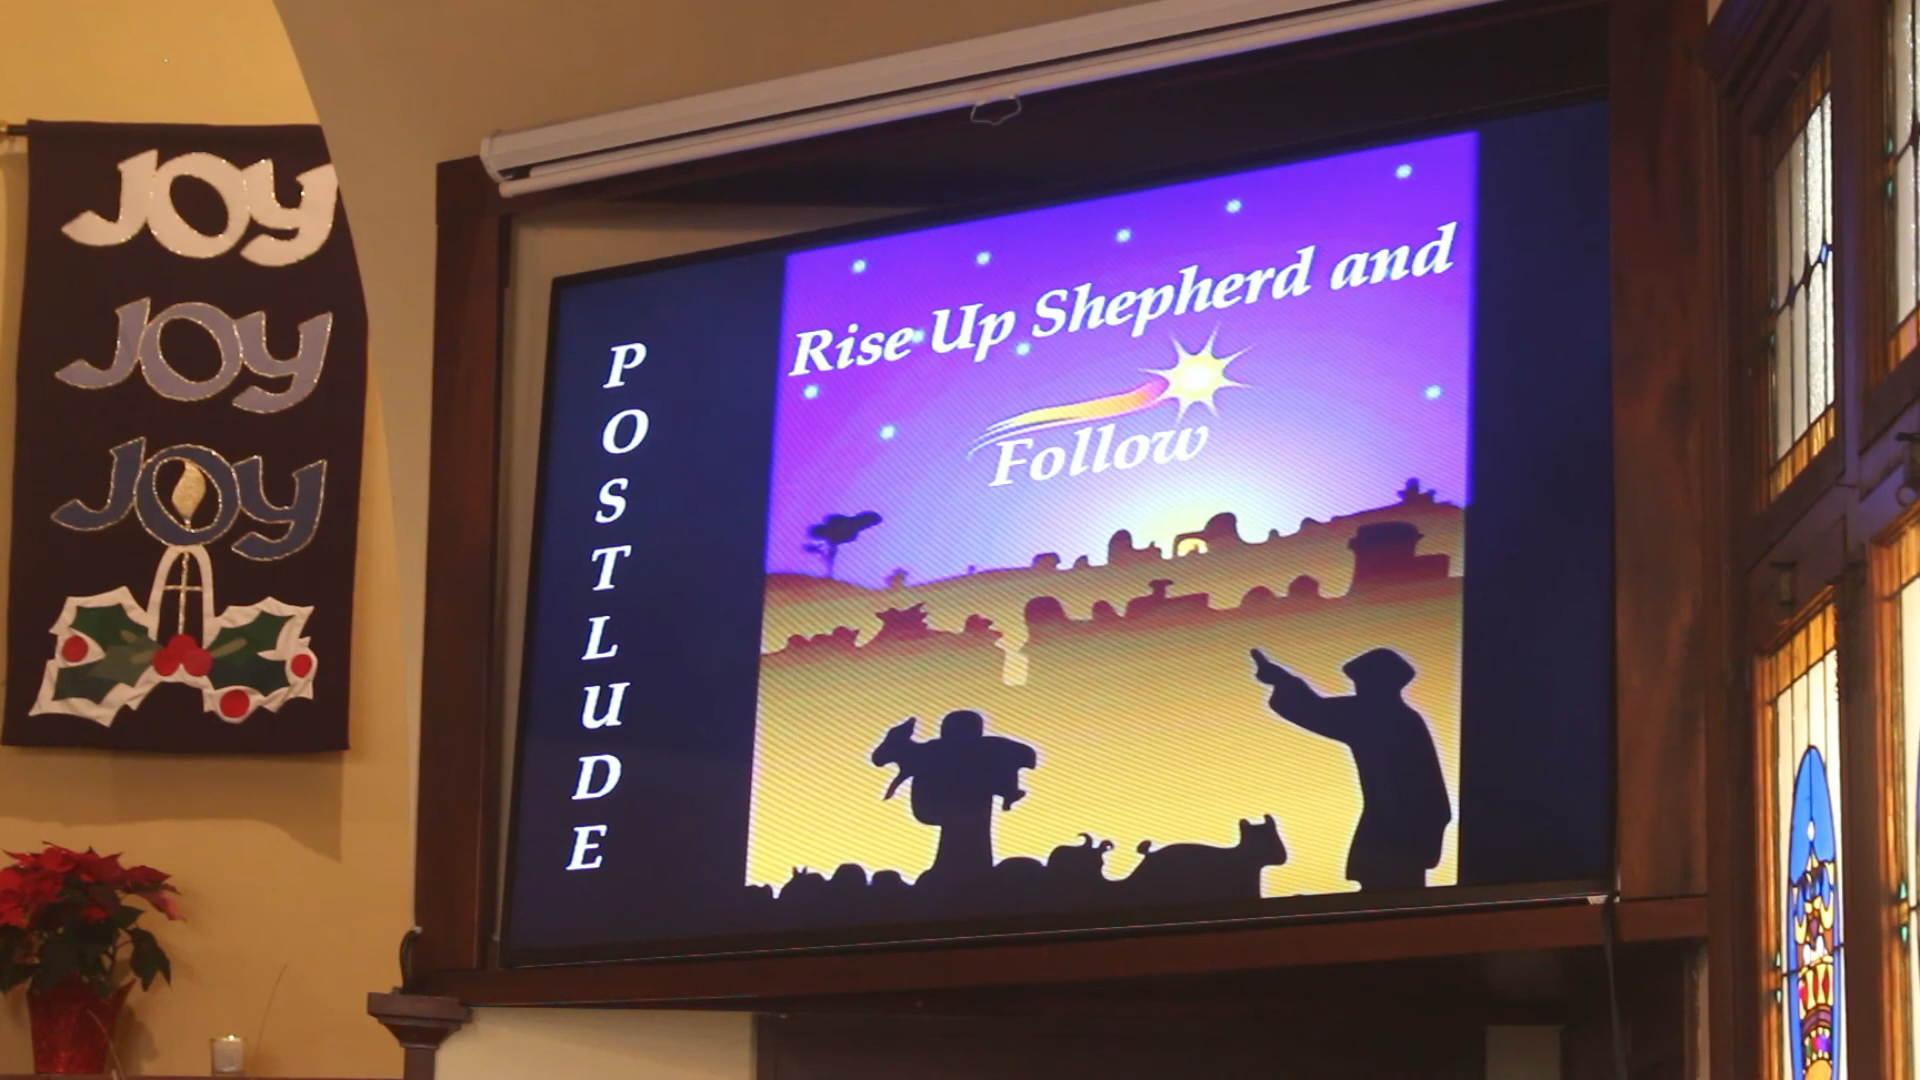 JOY
JOY
JOY
POSTLUDE
Rise Up Shepherd and
Follow